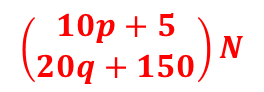 (10p + 5
20q + 150) N